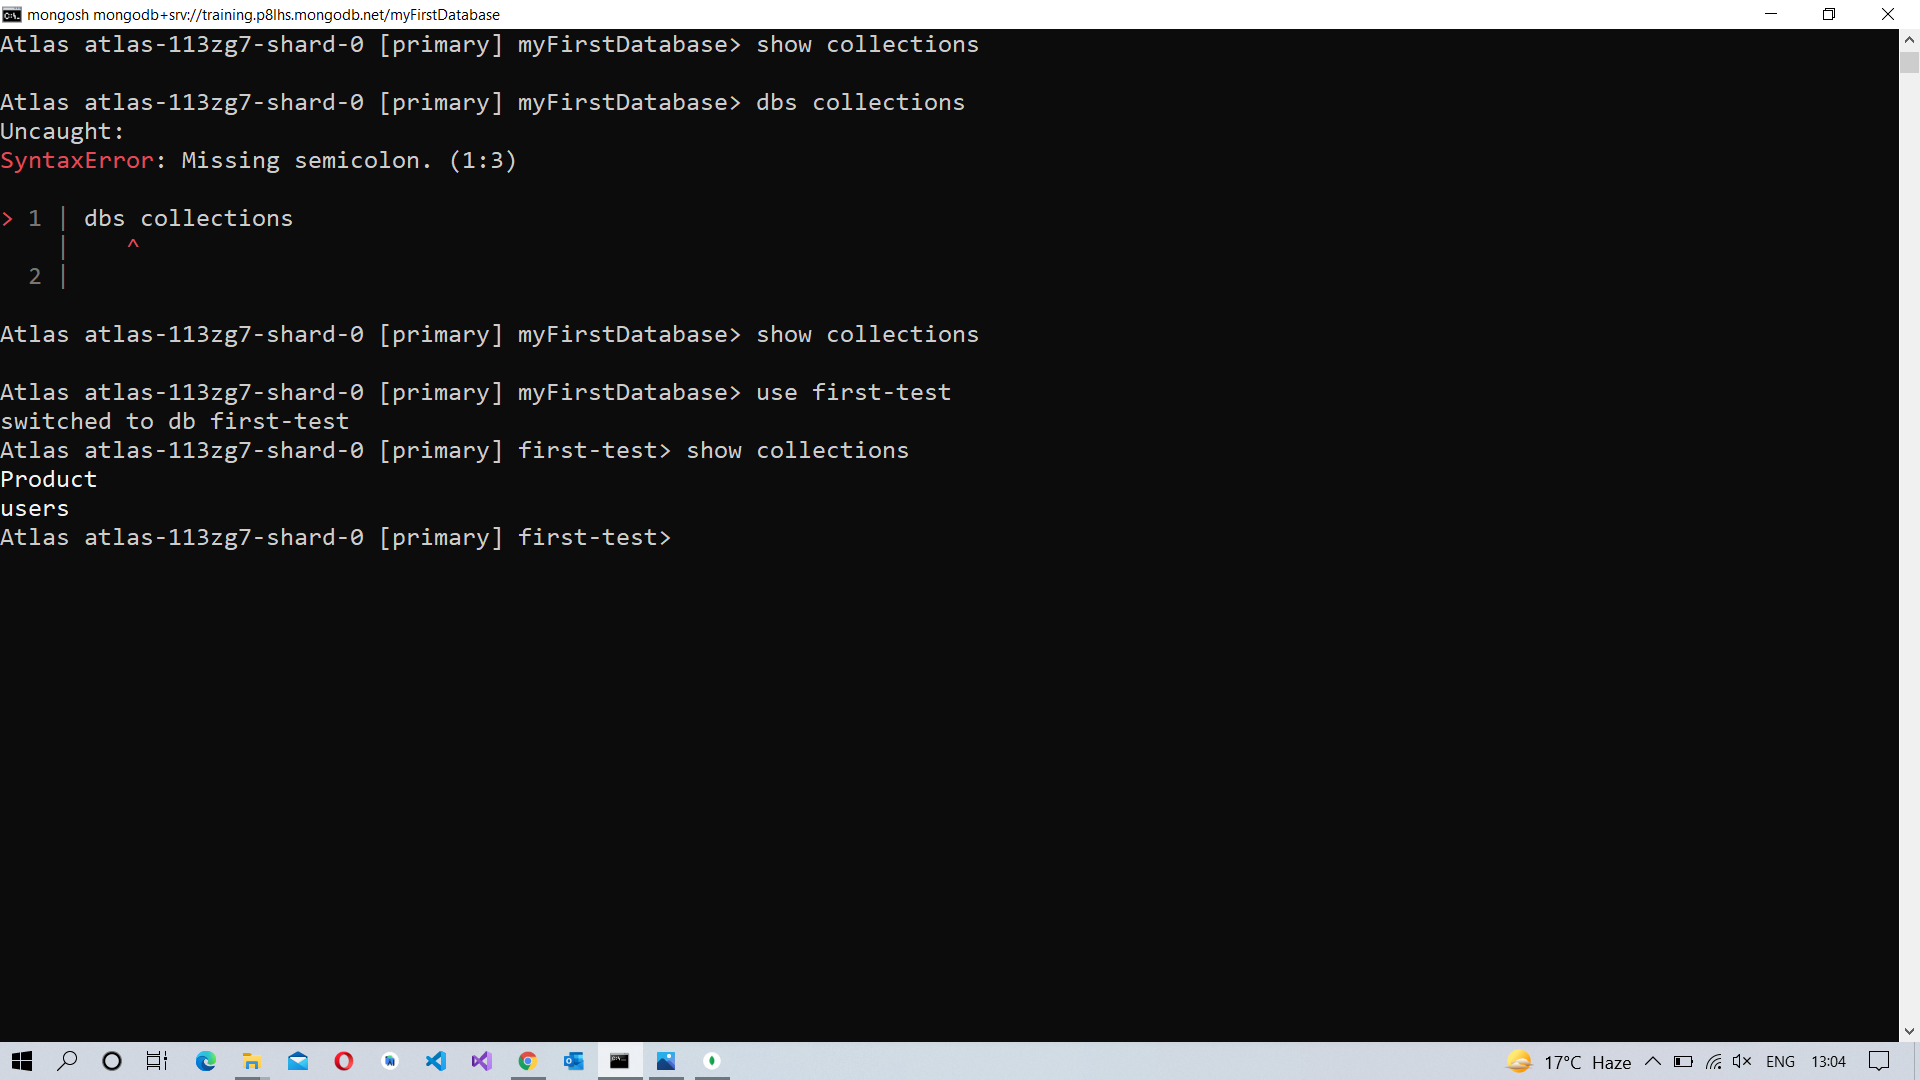 mongosh mongodb+srv://training.p8lhs.mongodb.net/myFirstDatabase
Atlas atlas-113zg7-shard-0 [primary] myFirstDatabase> show collections
Atlas atlas-113zg7-shard-0 [primary] myFirstDatabase> dbs collections
Uncaught:
SyntaxError: Missing semicolon. (1:3)
> 1 | dbs collections
|    ^
2 |
Atlas atlas-113zg7-shard-0 [primary] myFirstDatabase> show collections
Atlas atlas-113zg7-shard-0 [primary] myFirstDatabase> use first-test
switched to db first-test
Atlas atlas-113zg7-shard-0 [primary] first-test> show collections
Product
users
Atlas atlas-113zg7-shard-0 [primary] first-test>
17°C Haze ENG 13:04